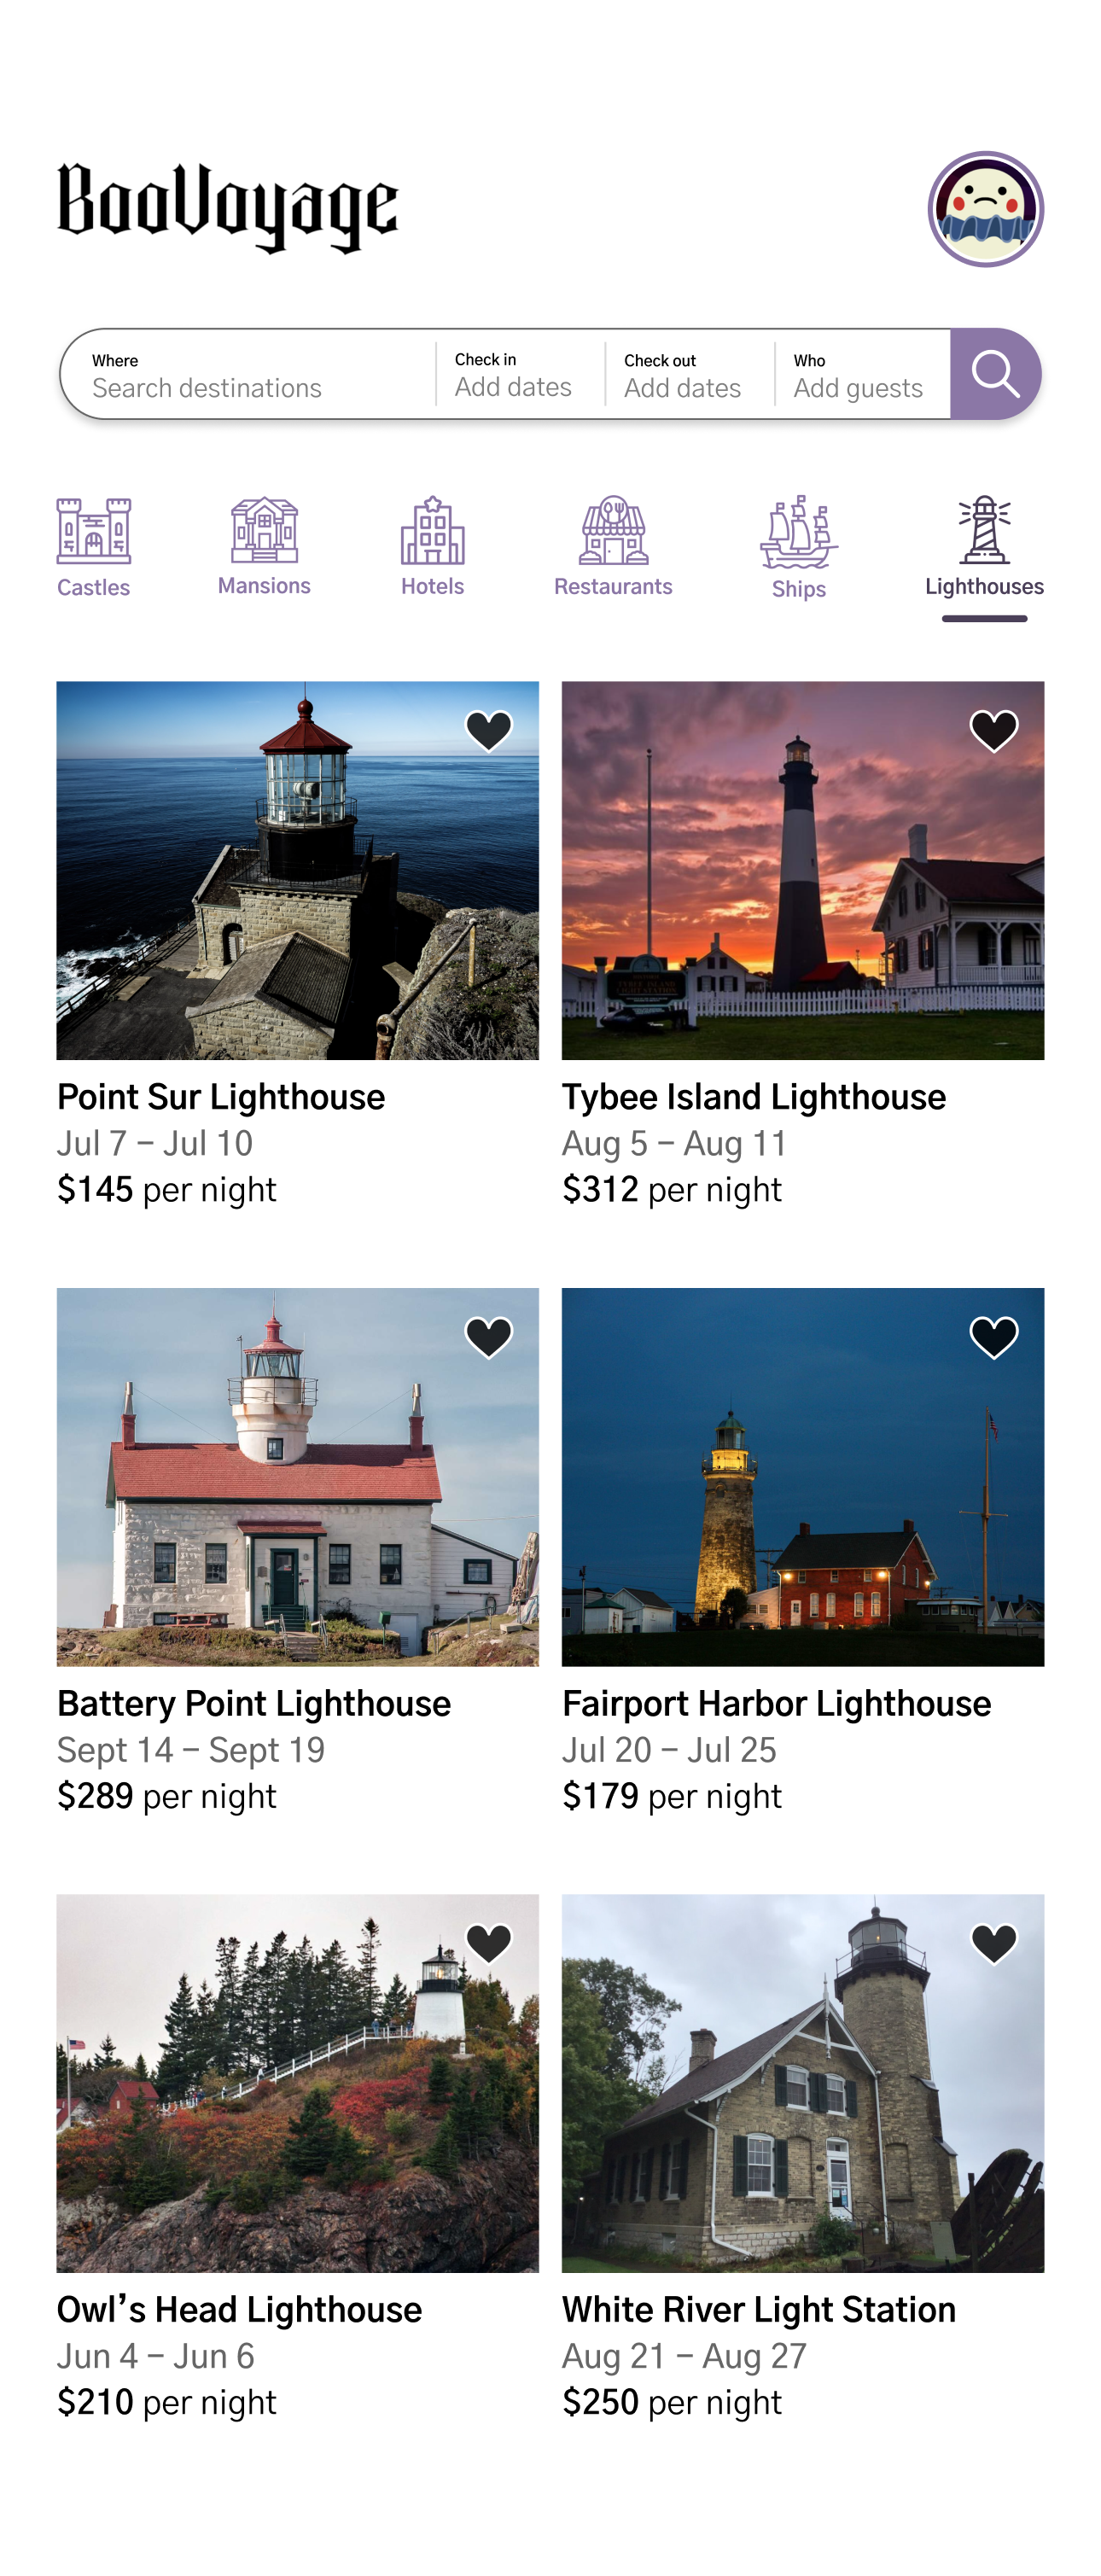 BooVoyage
Where
Search destinations
Check in
Add dates
Check out
Add dates
Who
Add guests
Castles
Mansions
Hotels
Restaurants
Ships
Lighthouses
TYBEE ISLAND
LIGHT STATION
Point Sur Lighthouse
Jul 7 – Jul 10
$145 per night
Tybee Island Lighthouse
Aug 5 – Aug 11
$312 per night
Battery Point Lighthouse
Sept 14 – Sept 19
$289 per night
Fairport Harbor Lighthouse
Jul 20 – Jul 25
$179 per night
Owl’s Head Lighthouse
Jun 4 – Jun 6
$210 per night
White River Light Station
Aug 21 – Aug 27
$250 per night